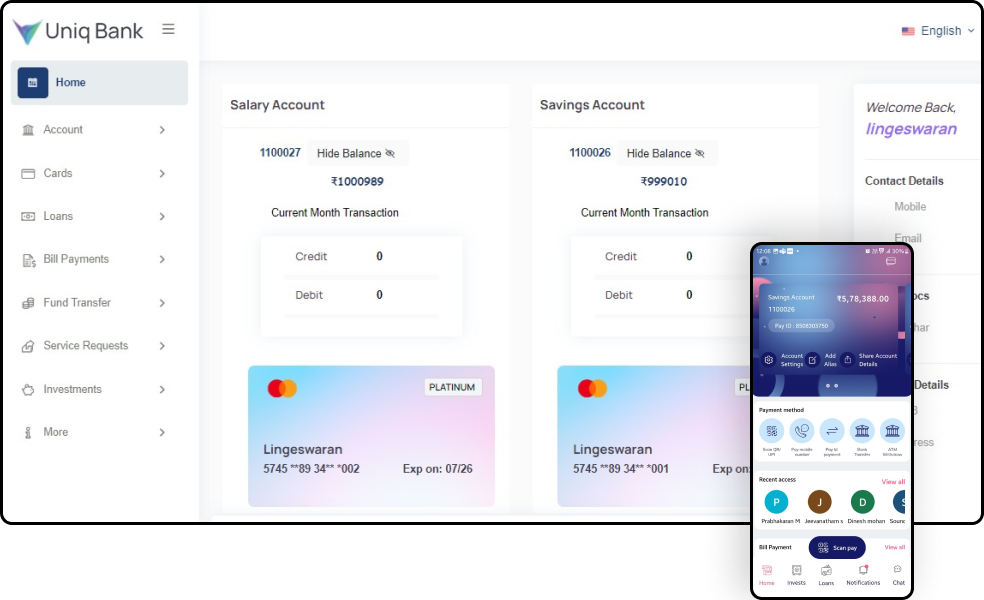 Uniq Bank
English
Home
Account
Cards
Loans
Bill Payments
Fund Transfer
Service Requests
Investments
More
Salary Account
1100027 Hide Balance
₹1000989
Current Month Transaction
Credit 0
Debit 0
PLATINUM
Lingeswaran
5745 **89 34** *002 Exp on: 07/26
Savings Account
1100026 Hide Balance
₹999010
Current Month Transaction
Credit 0
Debit 0
PL
Lingeswaran
5745 **89 34** *001 Exp on:
Welcome Back,
lingeswaran
Contact Details
Mobile
Email
ocs
har
Details
ress
12:08 30%
Savings Account ₹5,78,388.00
1100026
Pay ID : 8508303750
Account Settings
Add Alias
Share Account Details
Payment method
Scan QR/ UPI
Pay mobile number
Pay to payment
Bank Transfer
ATM Withdraw
Recent access View all
P J D S
Prabhakaran M Jeevanatham s Dinesh mohan Soun
Bill Payment Scan pay View all
Home Invests Loans Notifications Chat